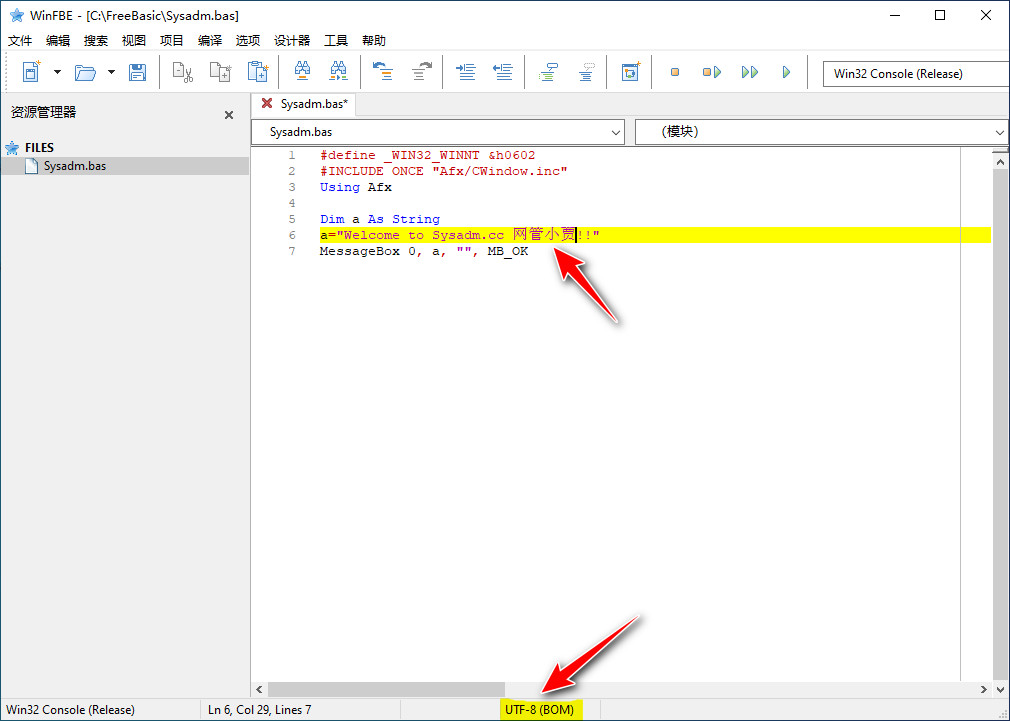 WinFBE - [C:\FreeBasic\Sysadm.bas]
文件 编辑 搜索 视图 项目 编译 选项 设计器 工具 帮助
Win32 Console (Release)
资源管理器
Sysadm.bas*
Sysadm.bas
（模块）
FILES
Sysadm.bas
1 #define _WIN32_WINNT &h0602
2 #INCLUDE ONCE "Afx/CWindow.inc"
3 Using Afx
4
5 Dim a As String
6 a="Welcome to Sysadm.cc 网管小贾!!"
7 MessageBox 0, a, "", MB_OK
Win32 Console (Release) Ln 6, Col 29, Lines 7 UTF-8 (BOM)